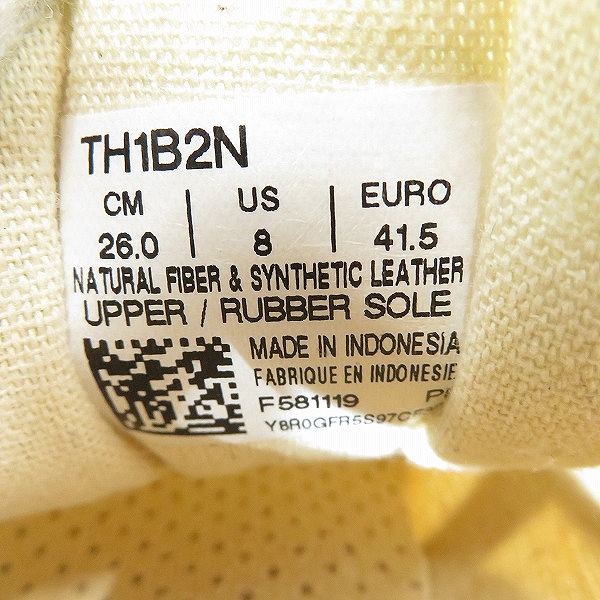 TH1B2N
CM | US | EURO
26.0 | 8 | 41.5
NATURAL FIBER & SYNTHETIC LEATHER
UPPER / RUBBER SOLE
MADE IN INDONESIA
FABRIQUE EN INDONESIE
F581119